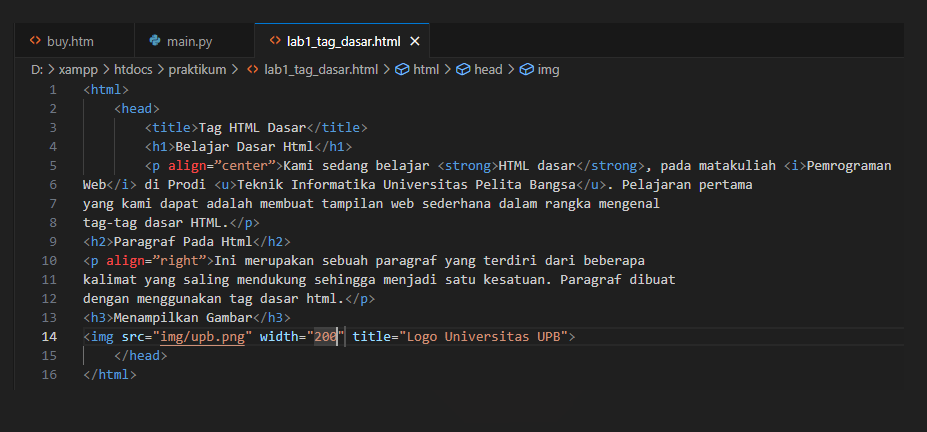 buy.htm main.py lab1_tag_dasar.html ×
D: > xampp > htdocs > praktikum > <> lab1_tag_dasar.html > html > head > img
1 <html>
2 <head>
3 <title>Tag HTML Dasar</title>
4 <h1>Belajar Dasar Html</h1>
5 <p align=”center”>Kami sedang belajar <strong>HTML dasar</strong>, pada matakuliah <i>Pemrograman
6 Web</i> di Prodi <u>Teknik Informatika Universitas Pelita Bangsa</u>. Pelajaran pertama
7 yang kami dapat adalah membuat tampilan web sederhana dalam rangka mengenal
8 tag-tag dasar HTML.</p>
9 <h2>Paragraf Pada Html</h2>
10 <p align=”right”>Ini merupakan sebuah paragraf yang terdiri dari beberapa
11 kalimat yang saling mendukung sehingga menjadi satu kesatuan. Paragraf dibuat
12 dengan menggunakan tag dasar html.</p>
13 <h3>Menampilkan Gambar</h3>
14 <img src="img/upb.png" width="200" title="Logo Universitas UPB">
15 </head>
16 </html>